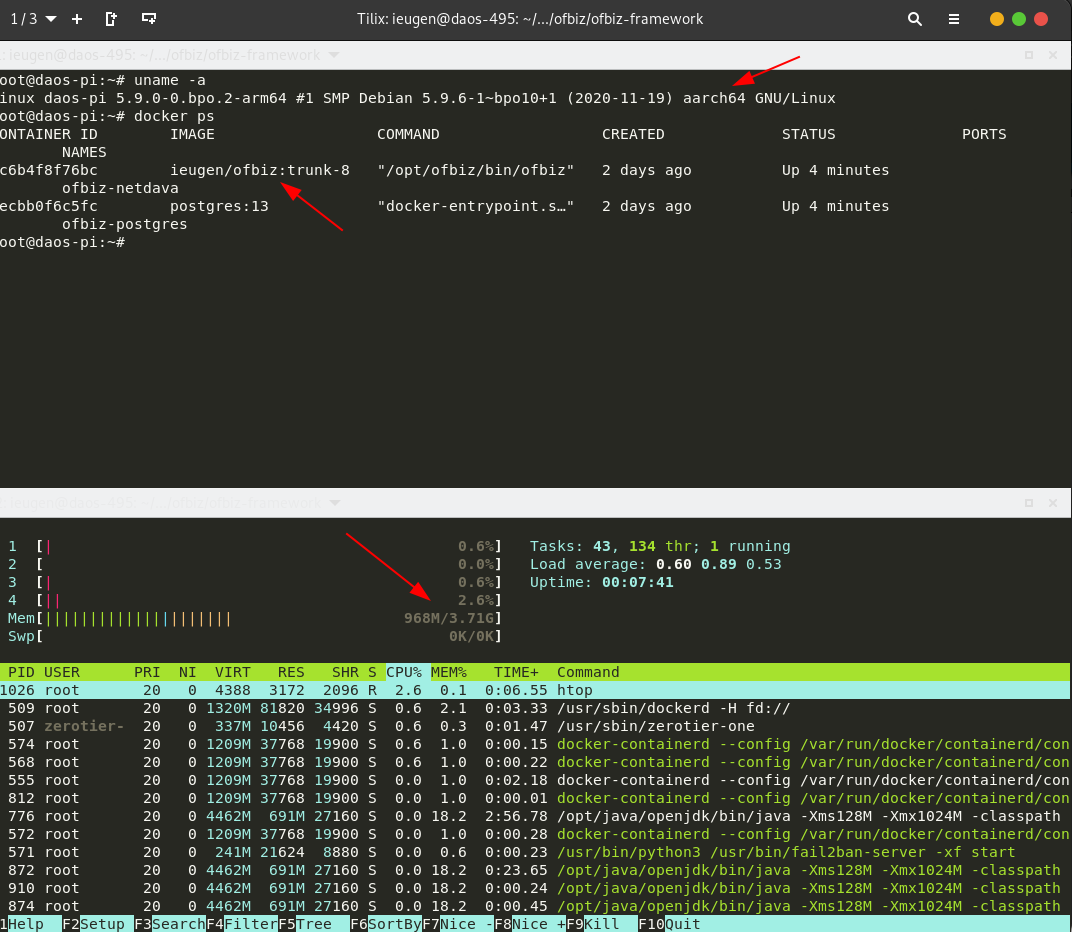 1 / 3
Tilix: ieugen@daos-495: ~/.../ofbiz/ofbiz-framework
: ieugen@daos-495: ~/.../ofbiz/ofbiz-framework
oot@daos-pi:~# uname -a
inux daos-pi 5.9.0-0.bpo.2-arm64 #1 SMP Debian 5.9.6-1~bpo10+1 (2020-11-19) aarch64 GNU/Linux
oot@daos-pi:~# docker ps
ONTAINER ID IMAGE COMMAND CREATED STATUS PORTS
NAMES
c6b4f8f76bc ieugen/ofbiz:trunk-8 "/opt/ofbiz/bin/ofbiz" 2 days ago Up 4 minutes
ofbiz-netdava
ecbb0f6c5fc postgres:13 "docker-entrypoint.s…" 2 days ago Up 4 minutes
ofbiz-postgres
oot@daos-pi:~#
: ieugen@daos-495: ~/.../ofbiz/ofbiz-framework
1 [| 0.6%] Tasks: 43, 134 thr; 1 running
2 [ 0.0%] Load average: 0.60 0.89 0.53
3 [| 0.6%] Uptime: 00:07:41
4 [|| 2.6%]
Mem[||||||||||||||||||||| 968M/3.71G]
Swp[ 0K/0K]
PID USER PRI NI VIRT RES SHR S CPU% MEM% TIME+ Command
1026 root 20 0 4388 3172 2096 R 2.6 0.1 0:06.55 htop
509 root 20 0 1320M 81820 34996 S 0.6 2.1 0:03.33 /usr/sbin/dockerd -H fd://
507 zerotier- 20 0 337M 10456 4420 S 0.6 0.3 0:01.47 /usr/sbin/zerotier-one
574 root 20 0 1209M 37768 19900 S 0.6 1.0 0:00.15 docker-containerd --config /var/run/docker/containerd/con
568 root 20 0 1209M 37768 19900 S 0.6 1.0 0:00.22 docker-containerd --config /var/run/docker/containerd/con
555 root 20 0 1209M 37768 19900 S 0.0 1.0 0:02.18 docker-containerd --config /var/run/docker/containerd/con
812 root 20 0 1209M 37768 19900 S 0.0 1.0 0:00.01 docker-containerd --config /var/run/docker/containerd/con
776 root 20 0 4462M 691M 27160 S 0.0 18.2 2:56.78 /opt/java/openjdk/bin/java -Xms128M -Xmx1024M -classpath
572 root 20 0 1209M 37768 19900 S 0.0 1.0 0:00.28 docker-containerd --config /var/run/docker/containerd/con
571 root 20 0 241M 21624 8880 S 0.0 0.6 0:00.23 /usr/bin/python3 /usr/bin/fail2ban-server -xf start
872 root 20 0 4462M 691M 27160 S 0.0 18.2 0:23.65 /opt/java/openjdk/bin/java -Xms128M -Xmx1024M -classpath
910 root 20 0 4462M 691M 27160 S 0.0 18.2 0:00.24 /opt/java/openjdk/bin/java -Xms128M -Xmx1024M -classpath
874 root 20 0 4462M 691M 27160 S 0.0 18.2 0:00.45 /opt/java/openjdk/bin/java -Xms128M -Xmx1024M -classpath
1Help F2Setup F3SearchF4FilterF5Tree F6SortByF7Nice -F8Nice +F9Kill F10Quit